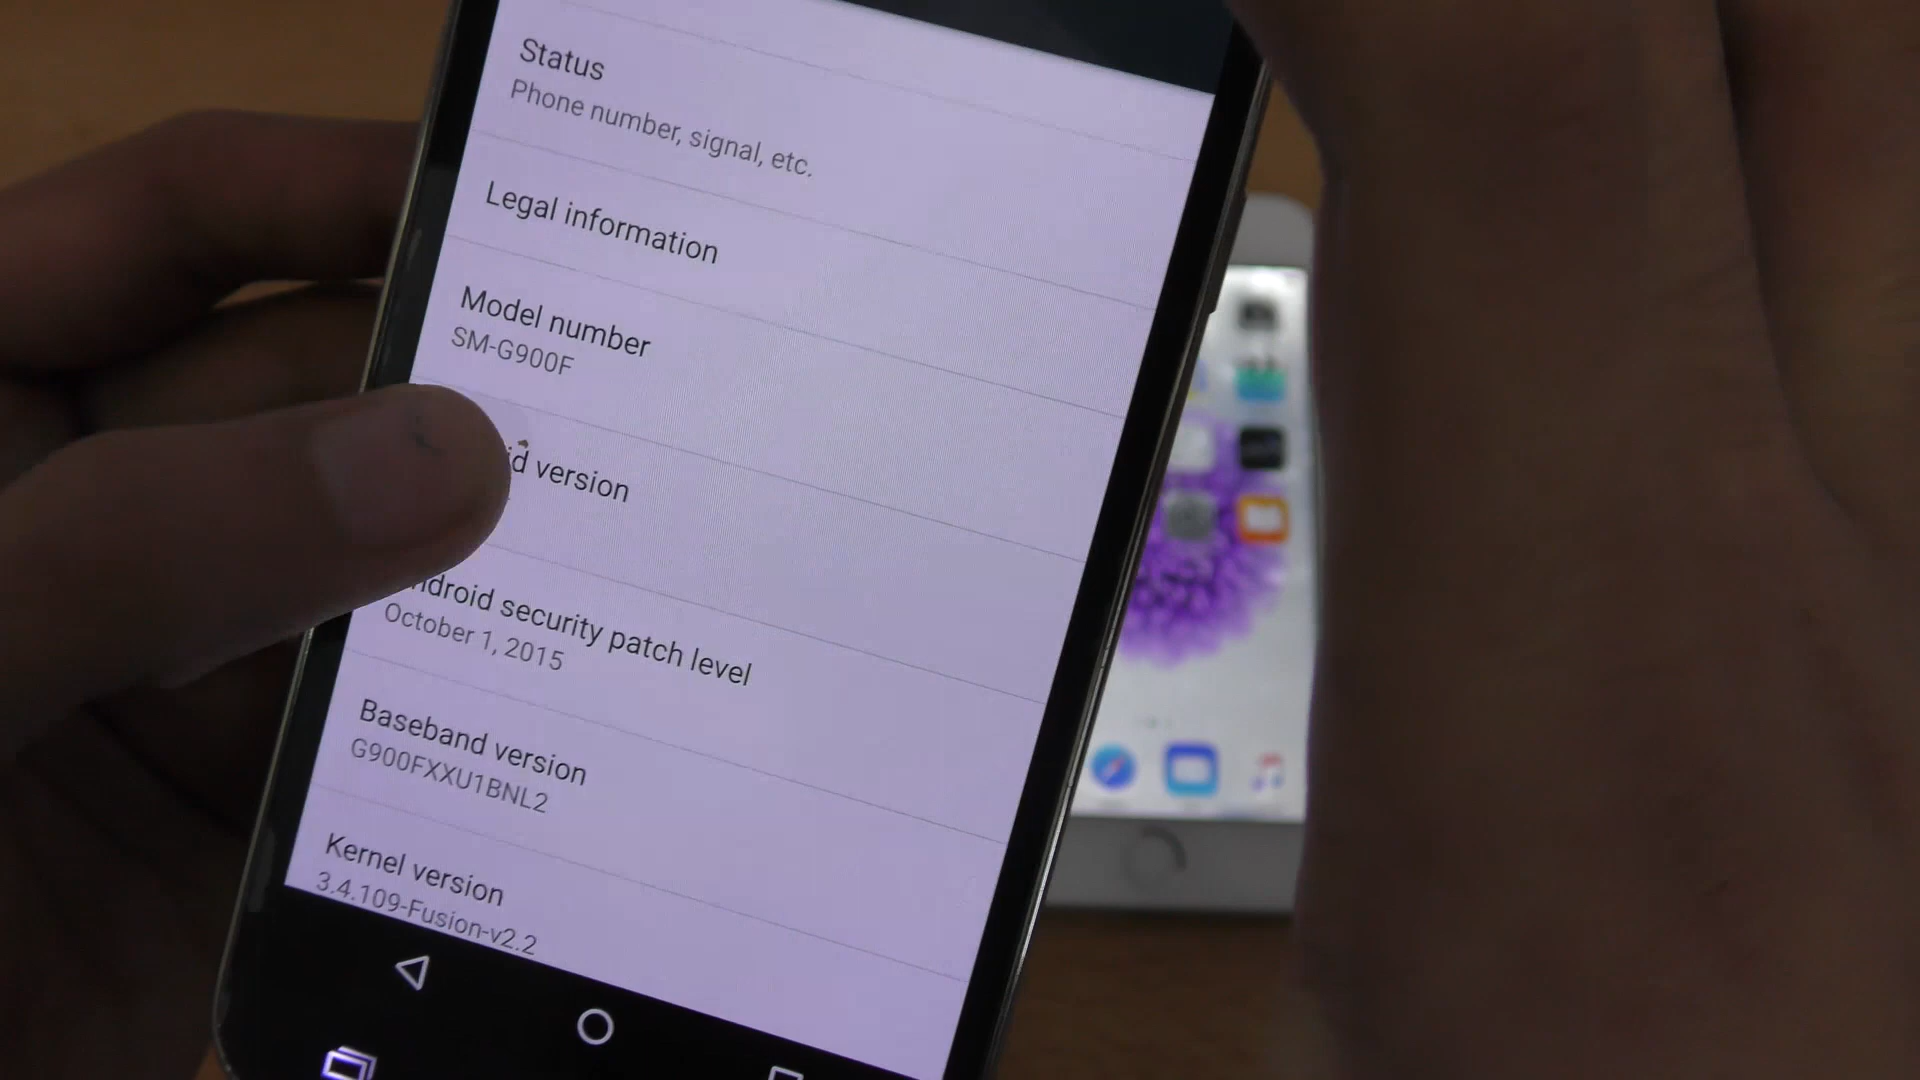 Status
Phone number, signal, etc.
Legal information
Model number
SM-G900F
version
Android security patch level
October 1, 2015
Baseband version
G900FXXU1BNL2
Kernel version
3.4.109-Fusion-v2.2